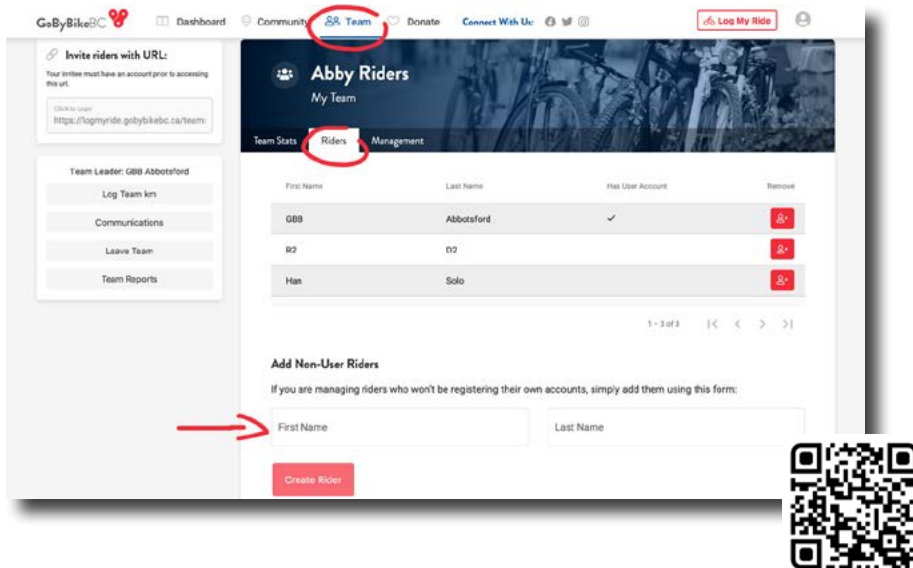 GoByBikeBC Dashboard Community Team Donate Connect With Us: Log My Ride
Invite riders with URL:
Your invitee must have an account prior to accessing
this url.
Click to copy
https://logmyride.gobybikebc.ca/team:
Team Leader: GBB Abbotsford
Log Team km
Communications
Leave Team
Team Reports
Abby Riders
My Team
Team Stats Riders Management
First Name Last Name Has User Account Remove
GBB Abbotsford
R2 D2
Han Solo
1 - 3 of 3
Add Non-User Riders
If you are managing riders who won't be registering their own accounts, simply add them using this form:
First Name Last Name
Create Rider